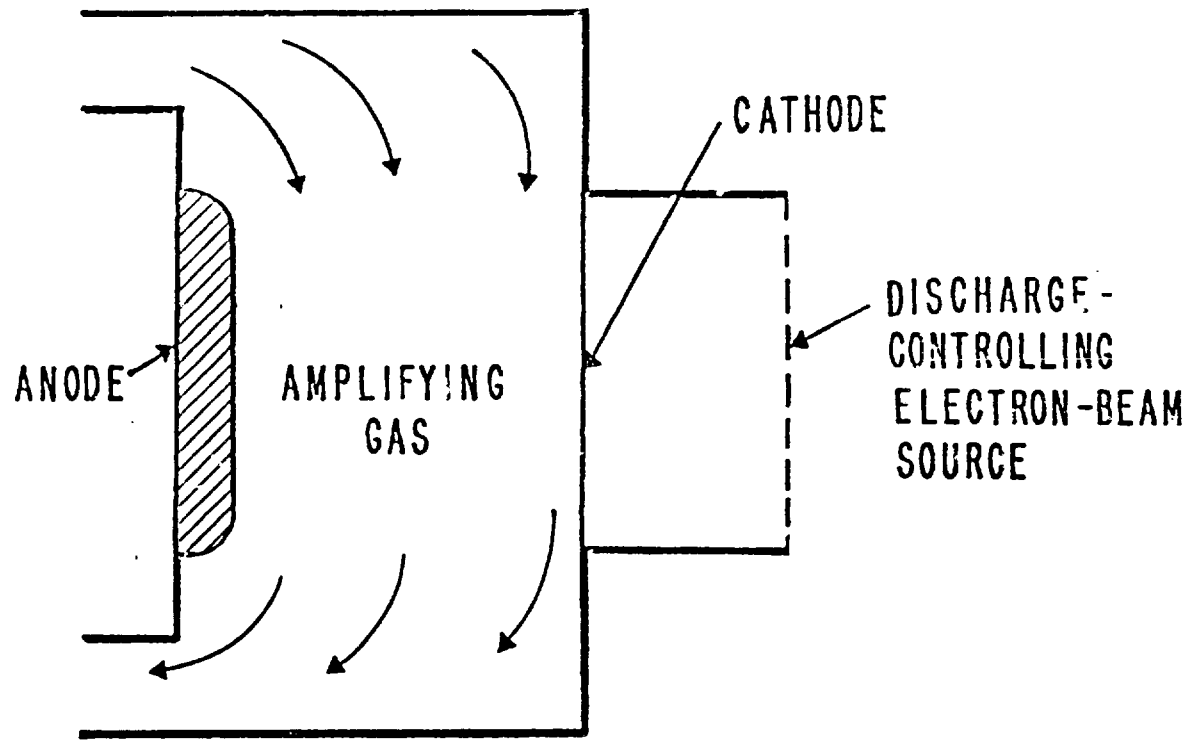 CATHODE
DISCHARGE-
CONTROLLING
ELECTRON-BEAM
SOURCE
ANODE
AMPLIFYING
GAS